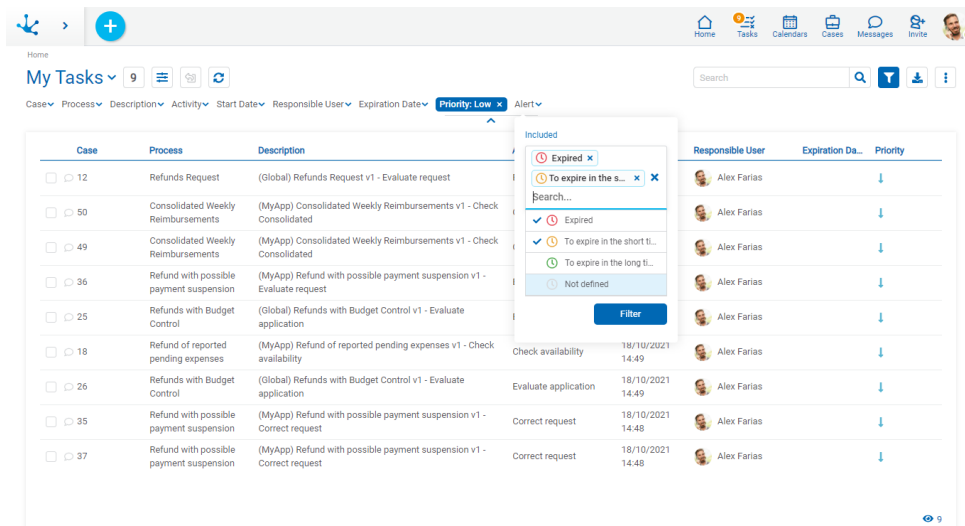 9
Home Tasks Calendars Cases Messages Invite
Home
My Tasks 9
Search
Case Process Description Activity Start Date Responsible User Expiration Date Priority: Low × Alert
Included
Expired ×
To expire in the s... ×
Search...
Expired
To expire in the short ti...
To expire in the long ti...
Not defined
Filter
Case Process Description Responsible User Expiration Da... Priority
12 Refunds Request (Global) Refunds Request v1 - Evaluate request Alex Farias
50 Consolidated Weekly Reimbursements (MyApp) Consolidated Weekly Reimbursements v1 - Check Consolidated Alex Farias
49 Consolidated Weekly Reimbursements (MyApp) Consolidated Weekly Reimbursements v1 - Check Consolidated Alex Farias
36 Refund with possible payment suspension (MyApp) Refund with possible payment suspension v1 - Evaluate request Alex Farias
25 Refunds with Budget Control (Global) Refunds with Budget Control v1 - Evaluate application Alex Farias
18 Refund of reported pending expenses (MyApp) Refund of reported pending expenses v1 - Check availability Check availability 18/10/2021 14:49 Alex Farias
26 Refunds with Budget Control (Global) Refunds with Budget Control v1 - Evaluate application Evaluate application 18/10/2021 14:49 Alex Farias
35 Refund with possible payment suspension (MyApp) Refund with possible payment suspension v1 - Correct request Correct request 18/10/2021 14:48 Alex Farias
37 Refund with possible payment suspension (MyApp) Refund with possible payment suspension v1 - Correct request Correct request 18/10/2021 14:48 Alex Farias
9